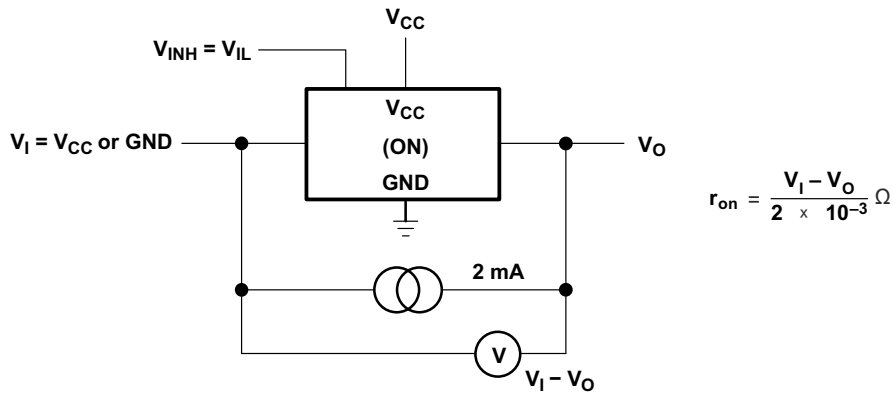 V_CC
V_INH = V_IL
V_CC
V_I = V_CC or GND
(ON)
V_O
GND
r_on = (V_I – V_O) / (2 × 10^–3) Ω
2 mA
V
V_I – V_O